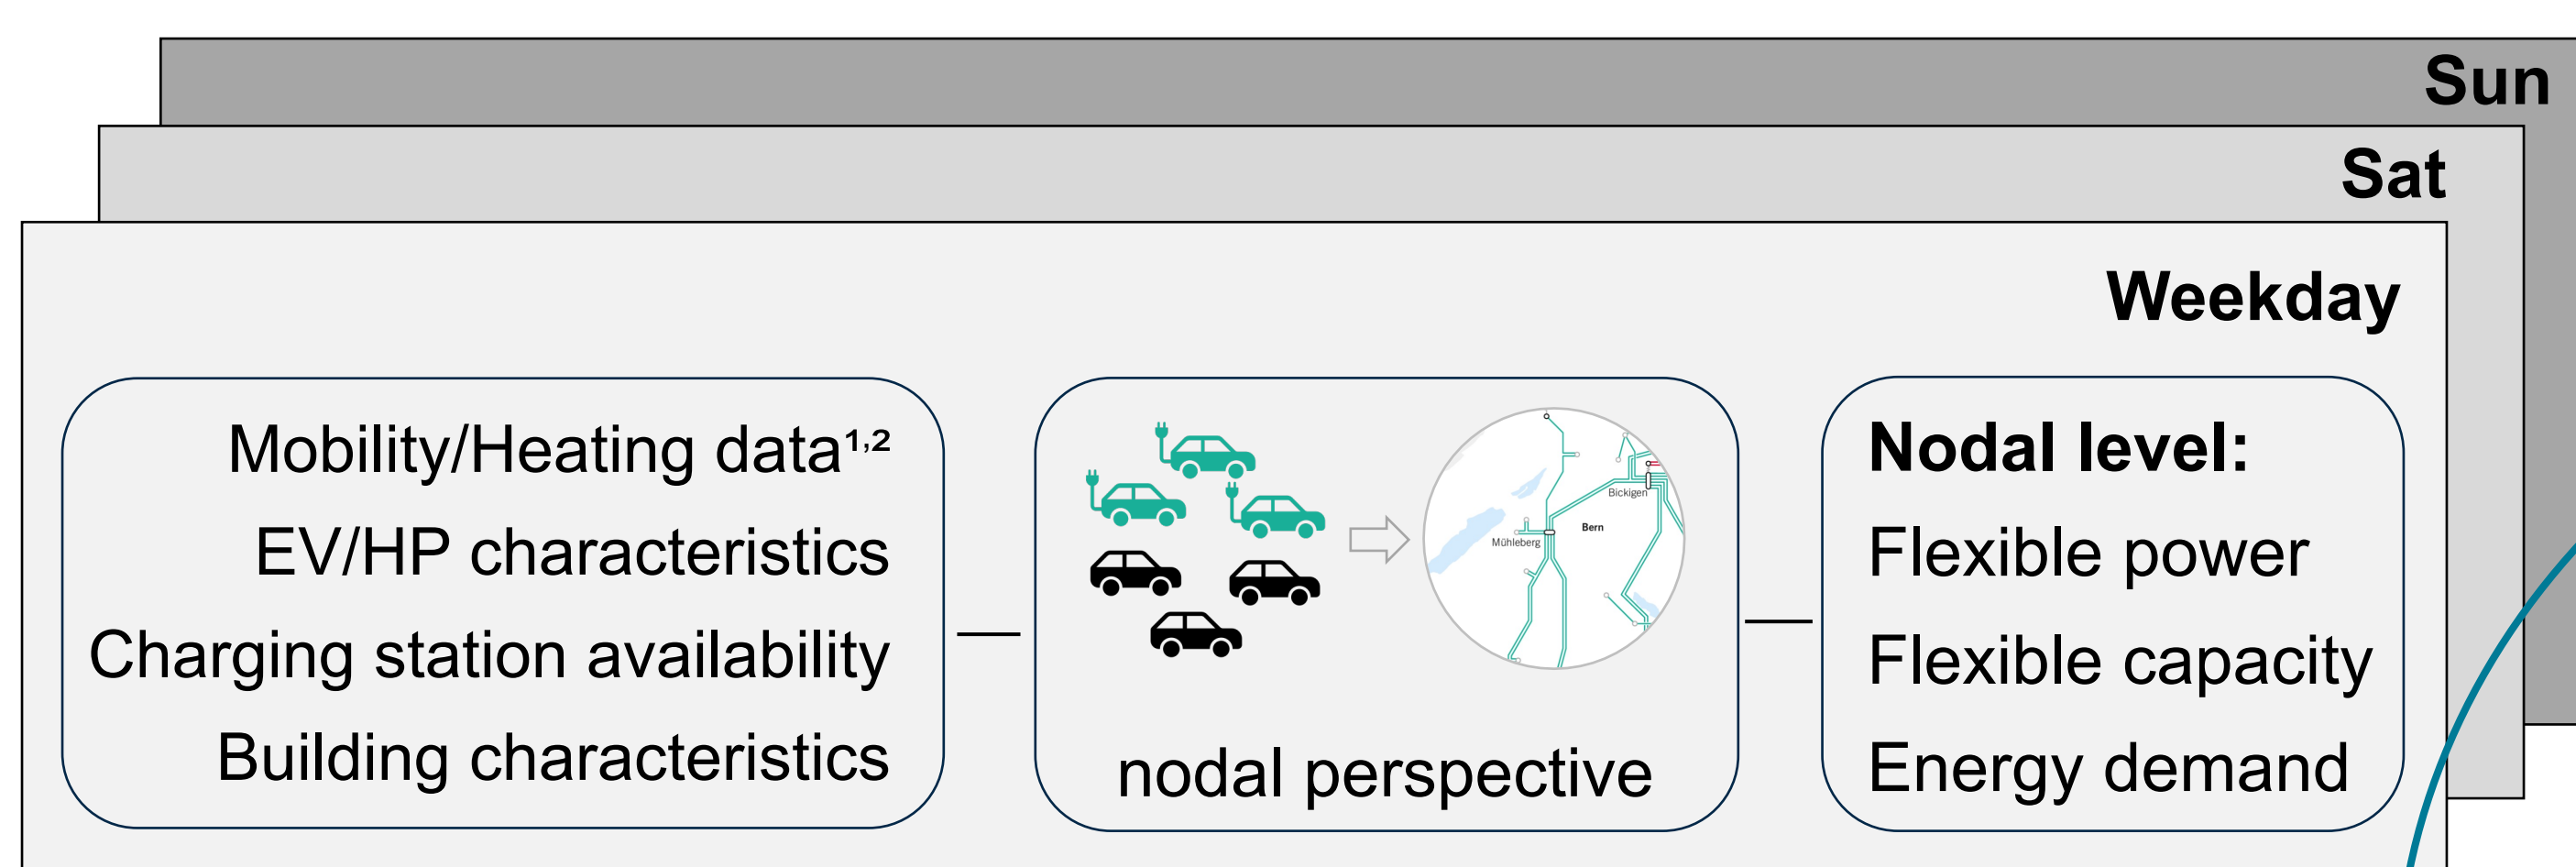 Sun
Sat
Weekday
Mobility/Heating data¹,²
EV/HP characteristics
Charging station availability
Building characteristics
Bickigen
Bern
Mühleberg
nodal perspective
Nodal level:
Flexible power
Flexible capacity
Energy demand